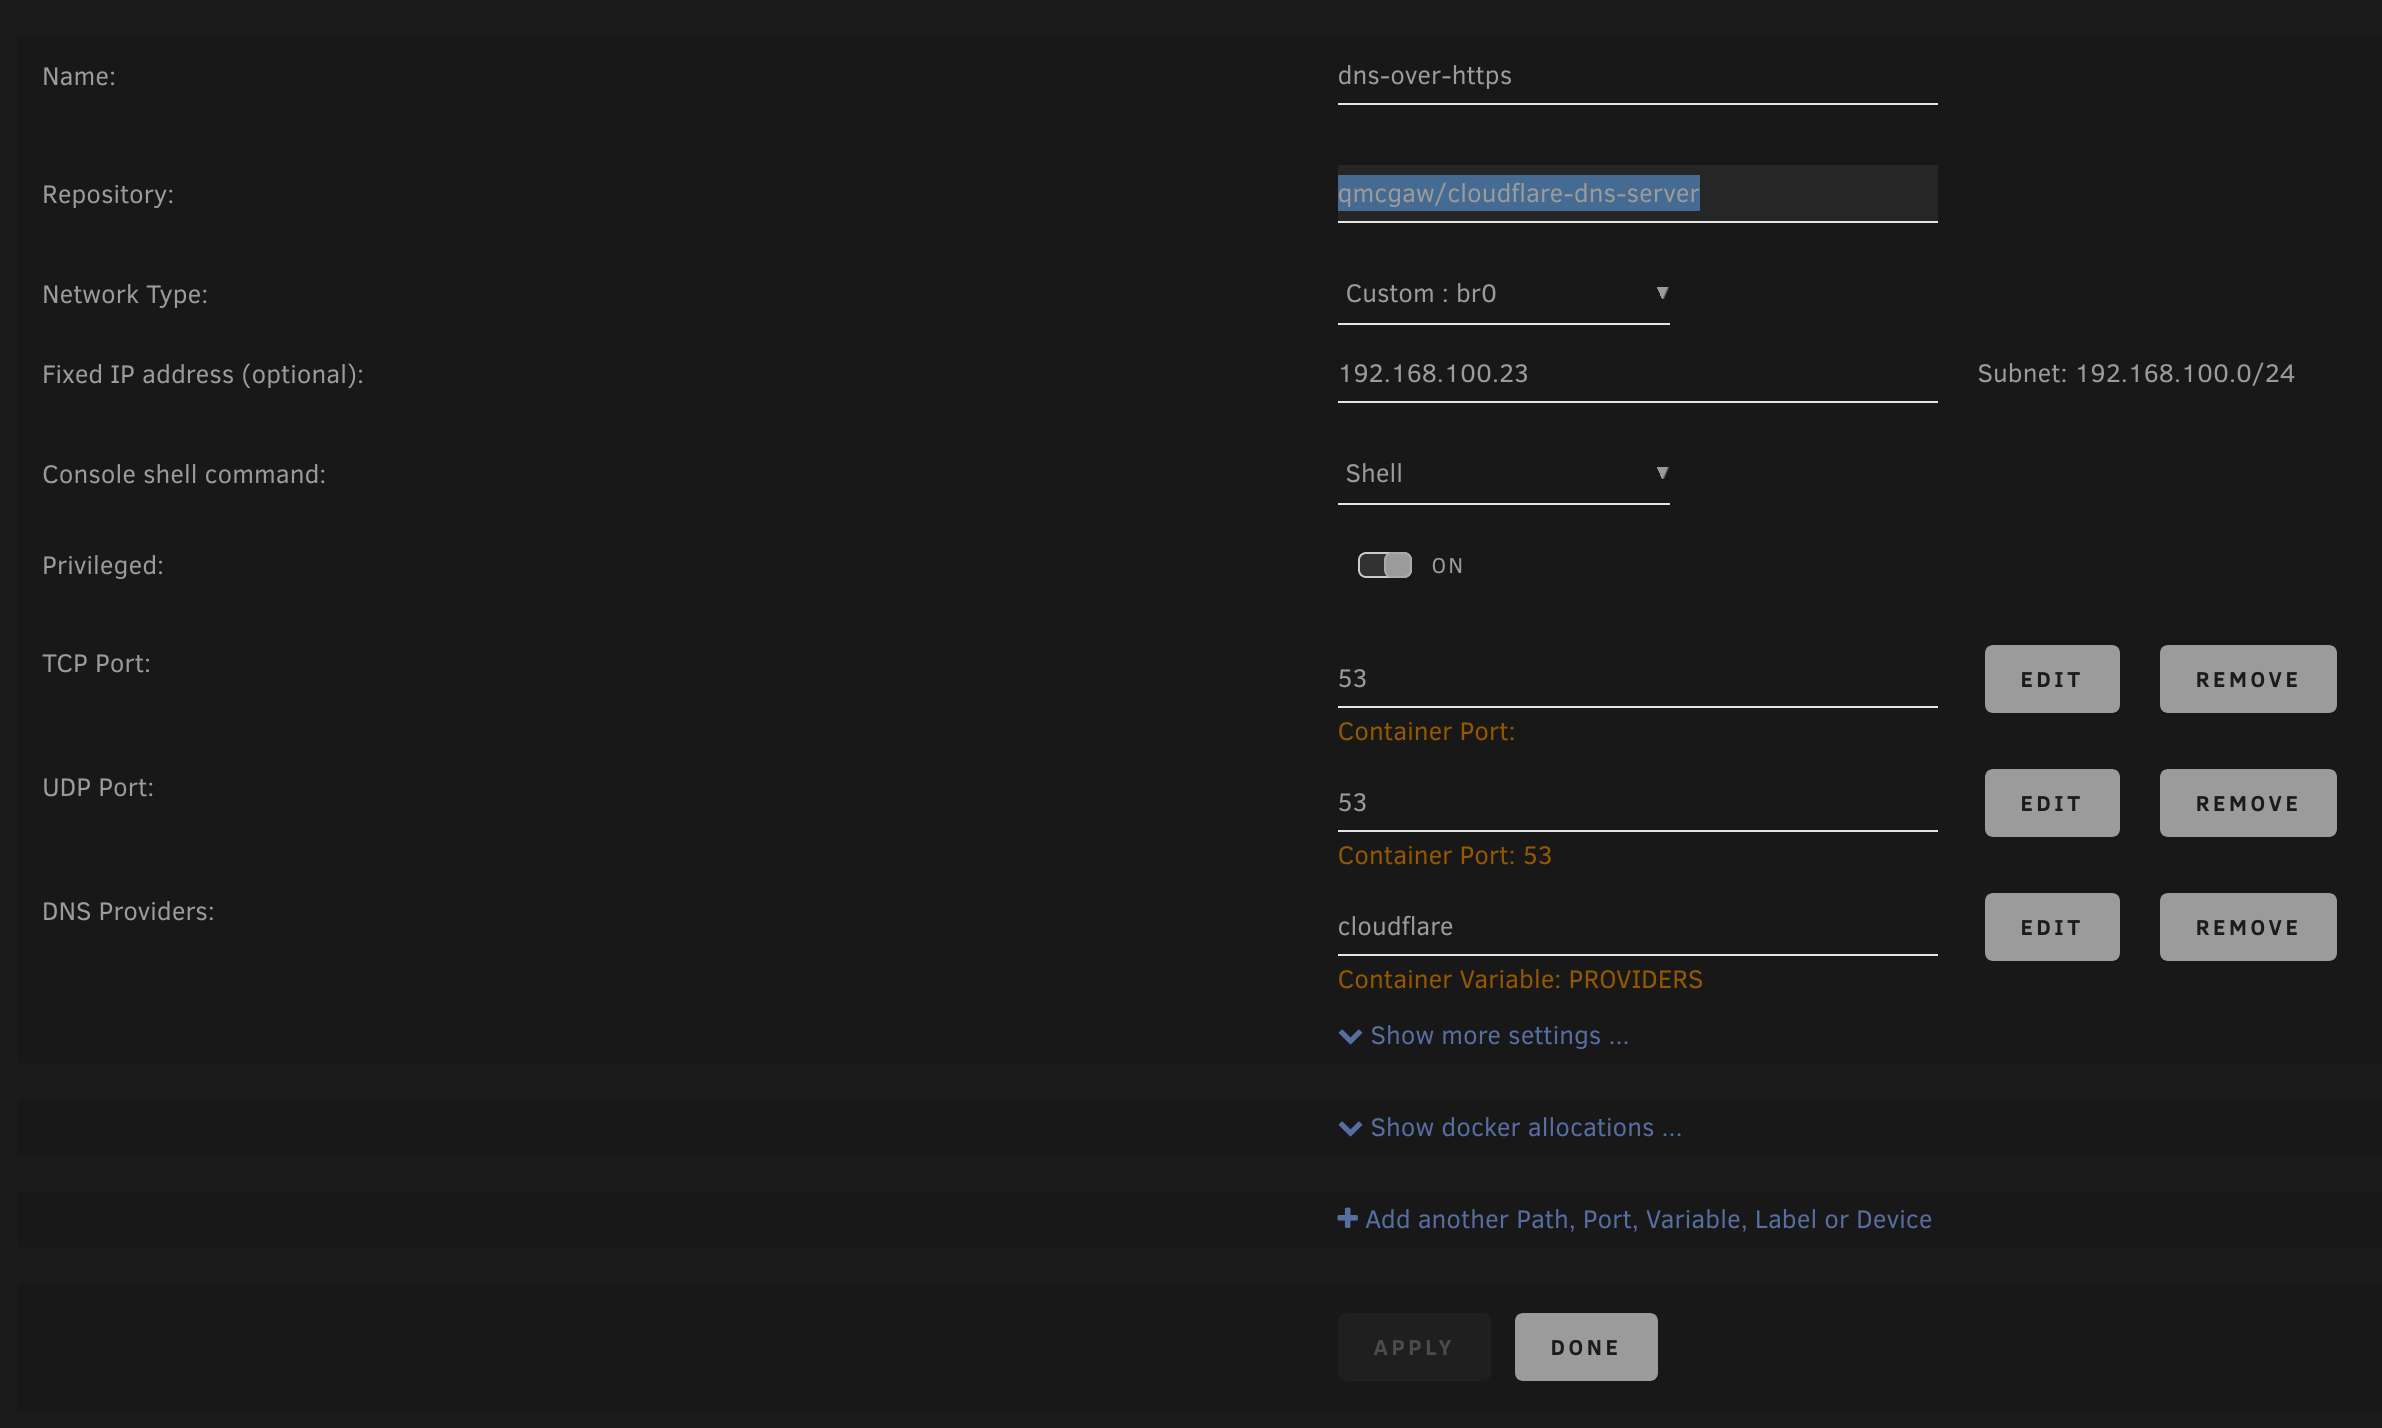 Name: dns-over-https
Repository: qmcgaw/cloudflare-dns-server
Network Type: Custom : br0
Fixed IP address (optional): 192.168.100.23 Subnet: 192.168.100.0/24
Console shell command: Shell
Privileged: ON
TCP Port: 53 EDIT REMOVE
Container Port:
UDP Port: 53 EDIT REMOVE
Container Port: 53
DNS Providers: cloudflare EDIT REMOVE
Container Variable: PROVIDERS
Show more settings ...
Show docker allocations ...
Add another Path, Port, Variable, Label or Device
APPLY DONE